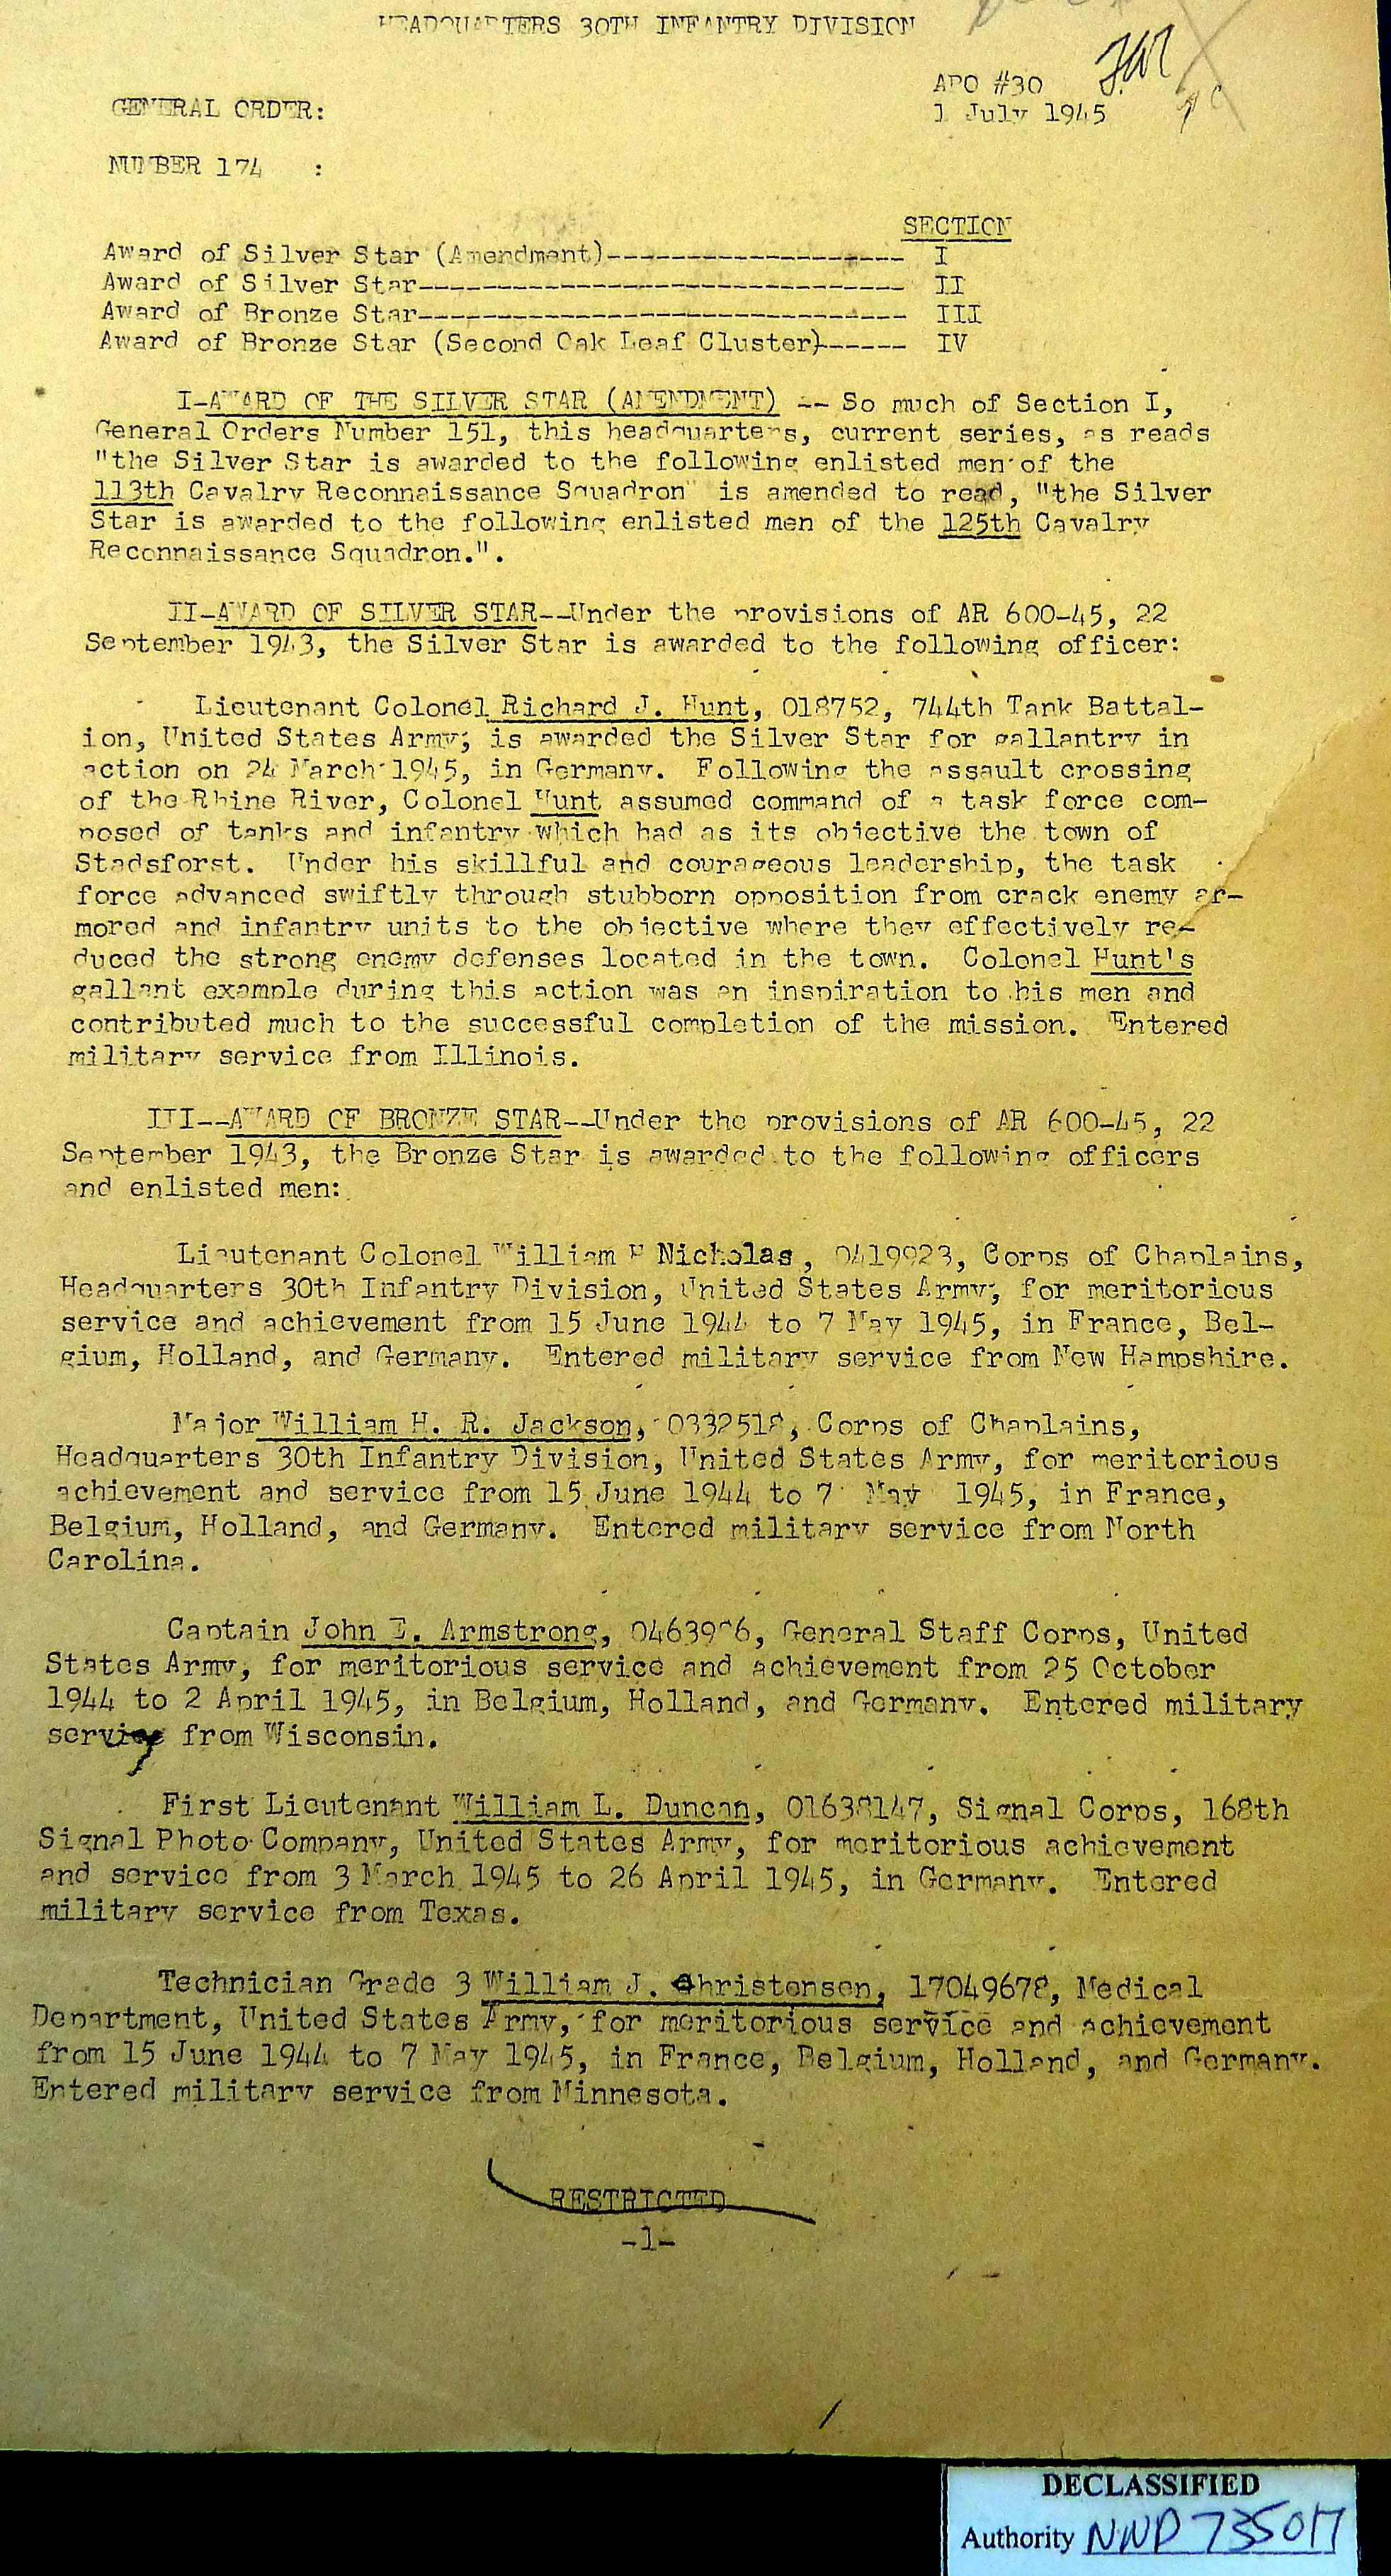 HEADQUARTERS 30TH INFANTRY DIVISION
APO #30
GENERAL ORDER:
1 July 1945
NUMBER 174 :
SECTION
Award of Silver Star (Amendment)------------------- I
Award of Silver Star------------------------------- II
Award of Bronze Star------------------------------- III
Award of Bronze Star (Second Oak Leaf Cluster)------ IV
I-AWARD OF THE SILVER STAR (AMENDMENT) -- So much of Section I,
General Orders Number 151, this headquarters, current series, as reads
"the Silver Star is awarded to the following enlisted men of the
113th Cavalry Reconnaissance Squadron" is amended to read, "the Silver
Star is awarded to the following enlisted men of the 125th Cavalry
Reconnaissance Squadron.".
II-AWARD OF SILVER STAR--Under the provisions of AR 600-45, 22
September 1943, the Silver Star is awarded to the following officer:
Lieutenant Colonel Richard J. Hunt, 018752, 744th Tank Battal-
ion, United States Army; is awarded the Silver Star for gallantry in
action on 24 March 1945, in Germany. Following the assault crossing
of the Rhine River, Colonel Hunt assumed command of a task force com-
posed of tanks and infantry which had as its objective the town of
Stadsforst. Under his skillful and courageous leadership, the task
force advanced swiftly through stubborn opposition from crack enemy ar-
mored and infantry units to the objective where they effectively re-
duced the strong enemy defenses located in the town. Colonel Hunt's
gallant example during this action was an inspiration to his men and
contributed much to the successful completion of the mission. Entered
military service from Illinois.
III--AWARD OF BRONZE STAR--Under the provisions of AR 600-45, 22
September 1943, the Bronze Star is awarded to the following officers
and enlisted men:
Lieutenant Colonel William Nicholas, 0419923, Corps of Chaplains,
Headquarters 30th Infantry Division, United States Army; for meritorious
service and achievement from 15 June 1944 to 7 May 1945, in France, Bel-
gium, Holland, and Germany. Entered military service from New Hampshire.
Major William H. R. Jackson, 0332518, Corps of Chaplains,
Headquarters 30th Infantry Division, United States Army, for meritorious
achievement and service from 15 June 1944 to 7 May 1945, in France,
Belgium, Holland, and Germany. Entered military service from North
Carolina.
Captain John E. Armstrong, General Staff Corps, United
States Army, for meritorious service and achievement from 25 October
1944 to 2 April 1945, in Belgium, Holland, and Germany. Entered military
service from Wisconsin.
First Lieutenant William L. Duncan, 01638147, Signal Corps, 168th
Signal Photo Company, United States Army, for meritorious achievement
and service from 3 March 1945 to 26 April 1945, in Germany. Entered
military service from Texas.
Technician Grade 3 William J. Christensen, 17049678, Medical
Department, United States Army, for meritorious service and achievement
from 15 June 1944 to 7 May 1945, in France, Belgium, Holland, and Germany.
Entered military service from Minnesota.
RESTRICTED
-1-
DECLASSIFIED
Authority NND 735017